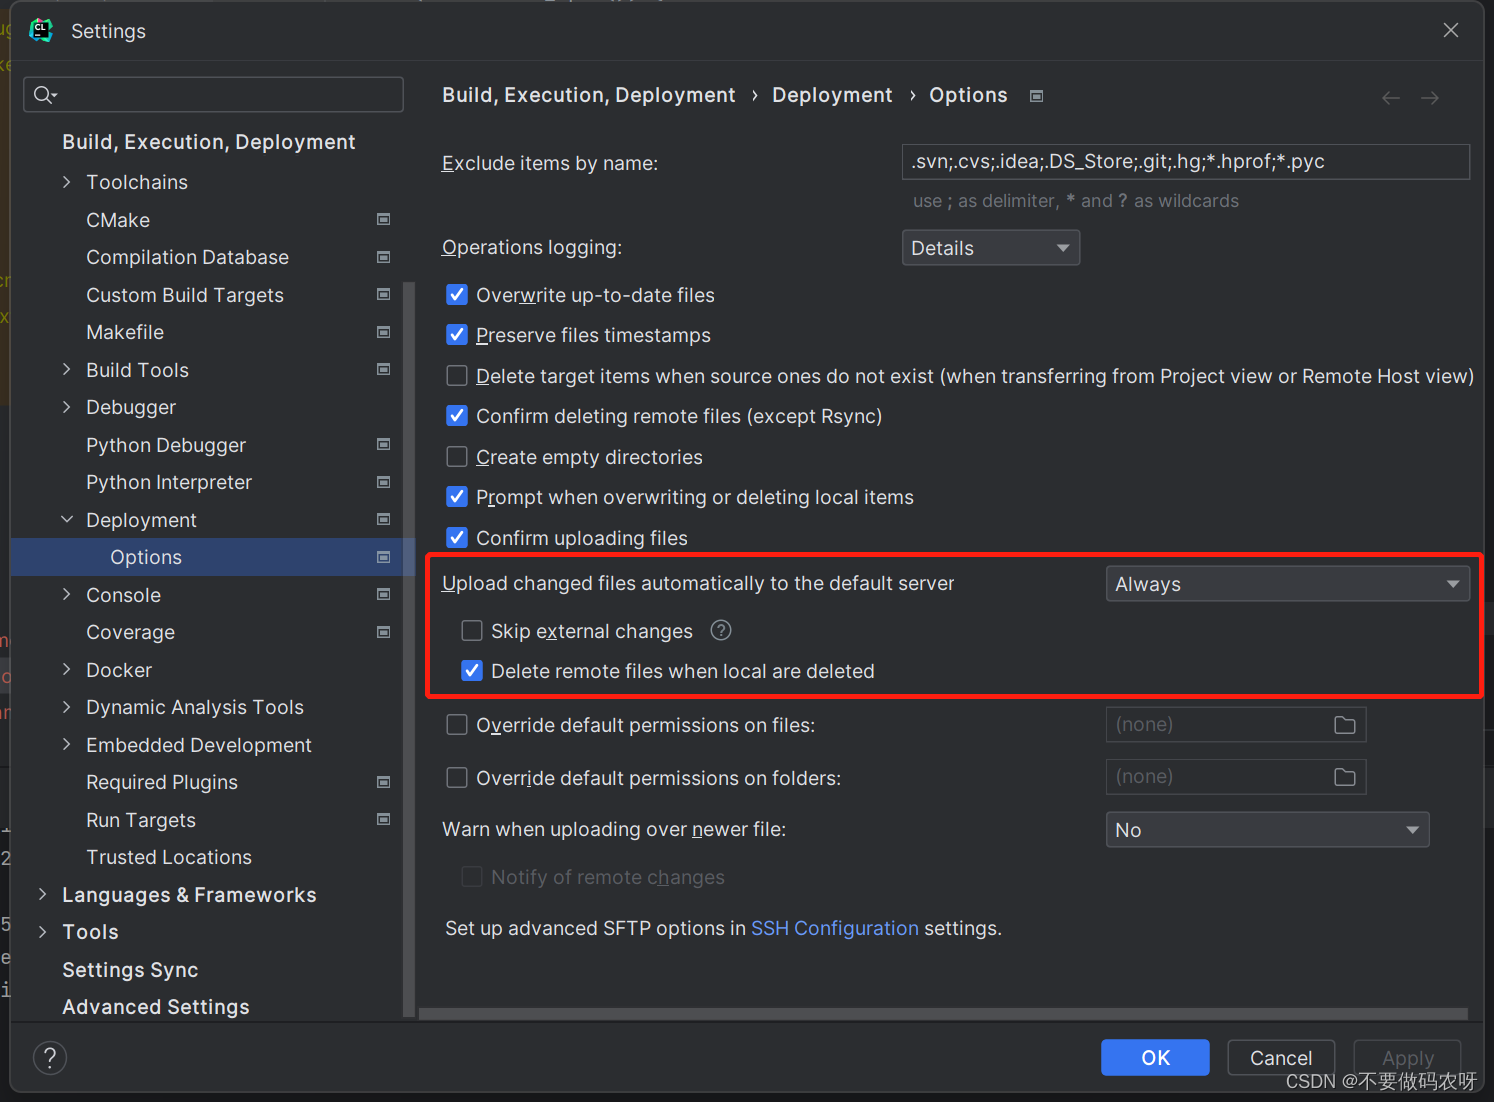 CL
Settings
Build, Execution, Deployment
Toolchains
CMake
Compilation Database
Custom Build Targets
Makefile
Build Tools
Debugger
Python Debugger
Python Interpreter
Deployment
Options
Console
Coverage
Docker
Dynamic Analysis Tools
Embedded Development
Required Plugins
Run Targets
Trusted Locations
Languages & Frameworks
Tools
Settings Sync
Advanced Settings
Build, Execution, Deployment › Deployment › Options
Exclude items by name: .svn;.cvs;.idea;.DS_Store;.git;.hg;*.hprof;*.pyc
use ; as delimiter, * and ? as wildcards
Operations logging: Details
Overwrite up-to-date files
Preserve files timestamps
Delete target items when source ones do not exist (when transferring from Project view or Remote Host view)
Confirm deleting remote files (except Rsync)
Create empty directories
Prompt when overwriting or deleting local items
Confirm uploading files
Upload changed files automatically to the default server Always
Skip external changes ?
Delete remote files when local are deleted
Override default permissions on files: (none)
Override default permissions on folders: (none)
Warn when uploading over newer file: No
Notify of remote changes
Set up advanced SFTP options in SSH Configuration settings.
? OK Cancel Apply
CSDN @不要做码农呀